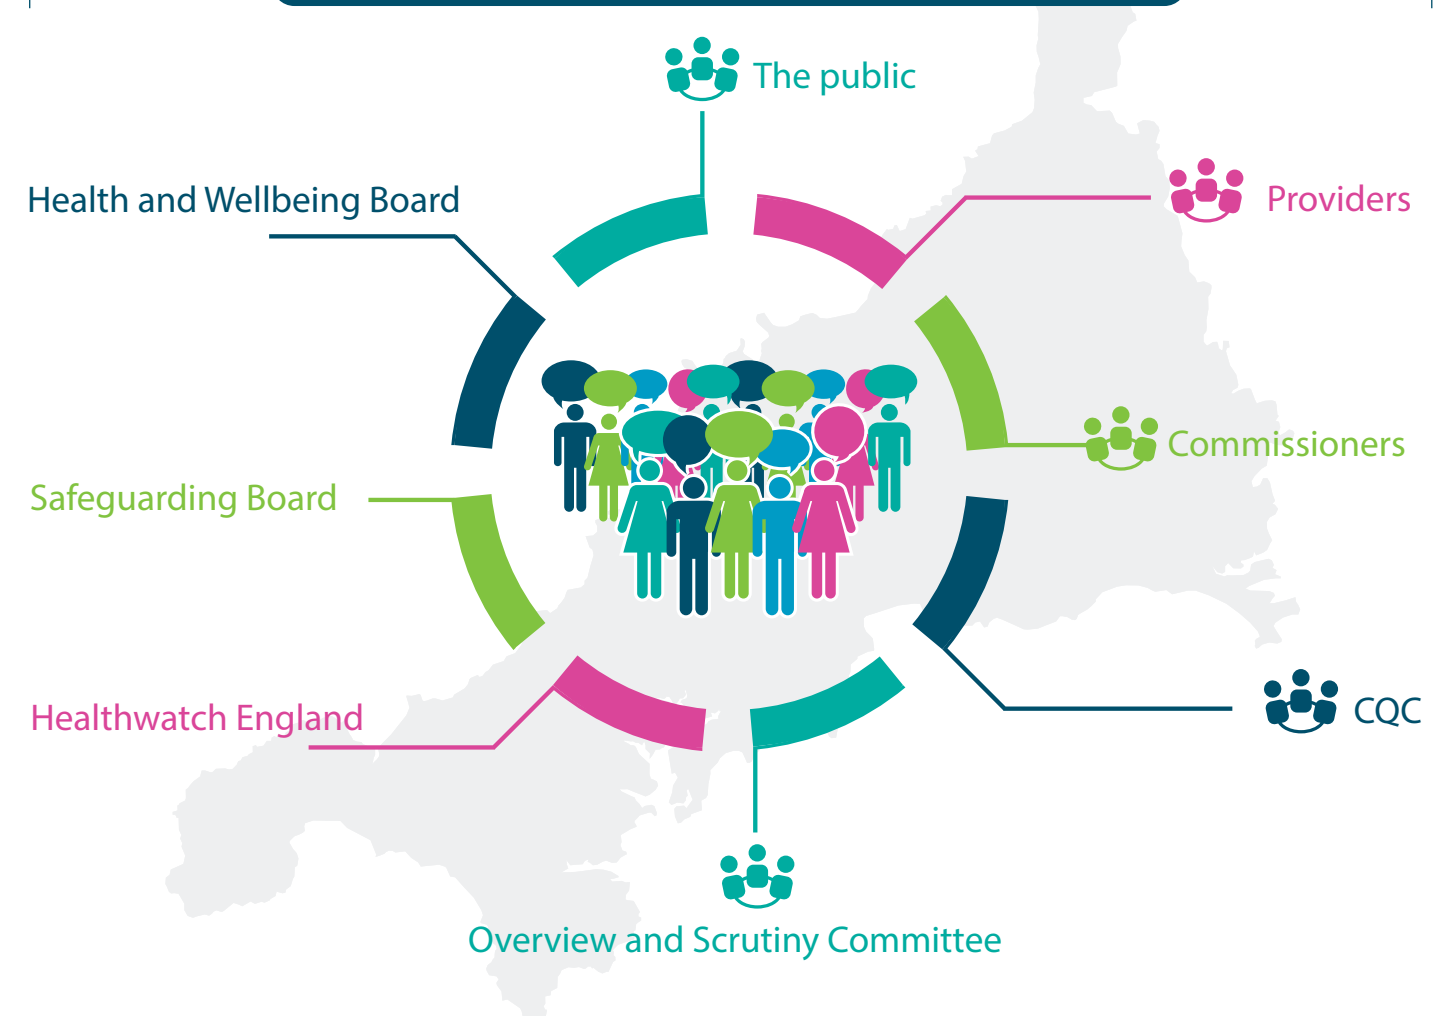 The public
Health and Wellbeing Board
Providers
Commissioners
Safeguarding Board
Healthwatch England
CQC
Overview and Scrutiny Committee